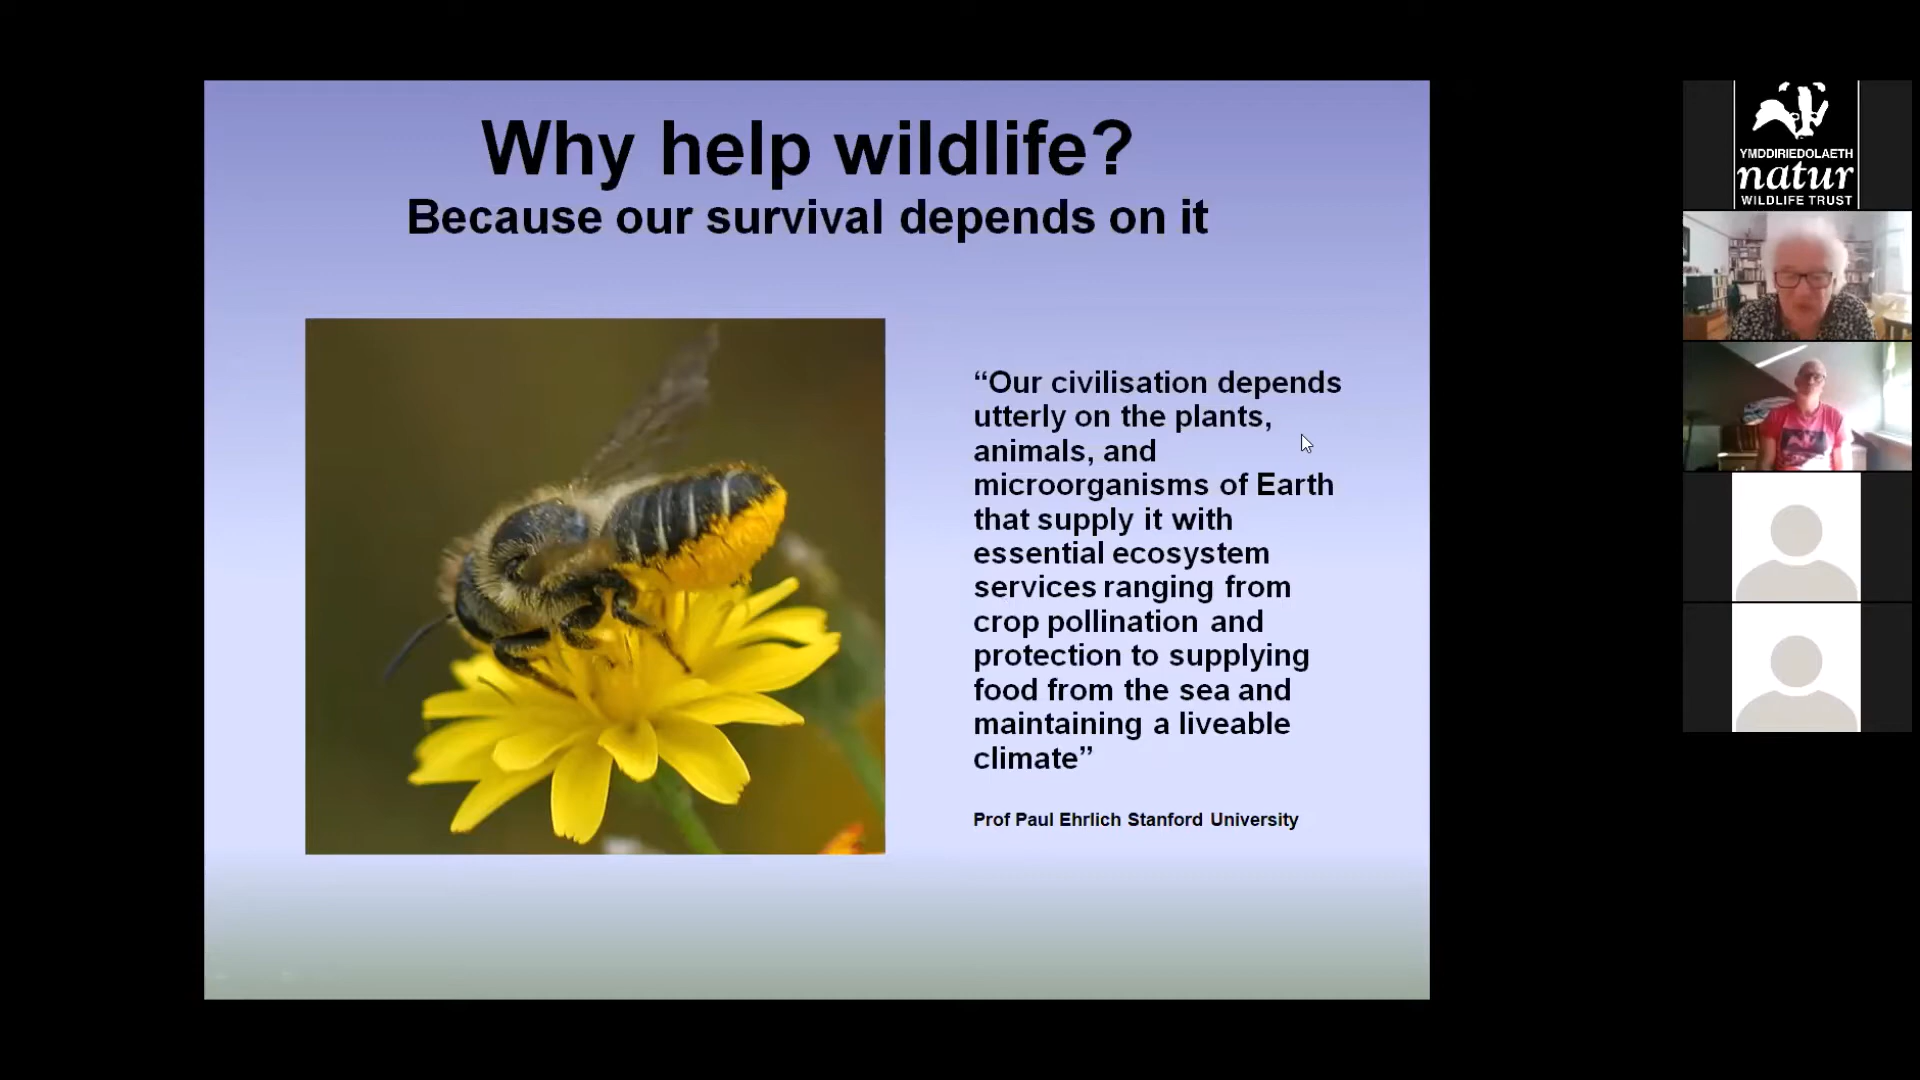 Why help wildlife?
Because our survival depends on it
“Our civilisation depends
utterly on the plants,
animals, and
microorganisms of Earth
that supply it with
essential ecosystem
services ranging from
crop pollination and
protection to supplying
food from the sea and
maintaining a liveable
climate”
Prof Paul Ehrlich Stanford University
YMDDIRIEDOLAETH
natur
WILDLIFE TRUST